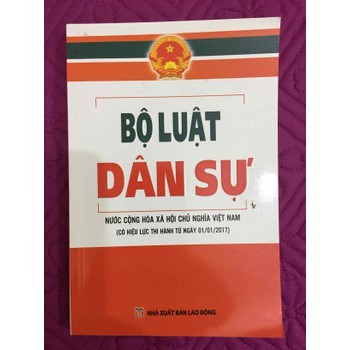 BỘ LUẬT
DÂN SỰ
NƯỚC CỘNG HÒA XÃ HỘI CHỦ NGHĨA VIỆT NAM
(CÓ HIỆU LỰC THI HÀNH TỪ NGÀY 01/01/2017)
NHÀ XUẤT BẢN LAO ĐỘNG